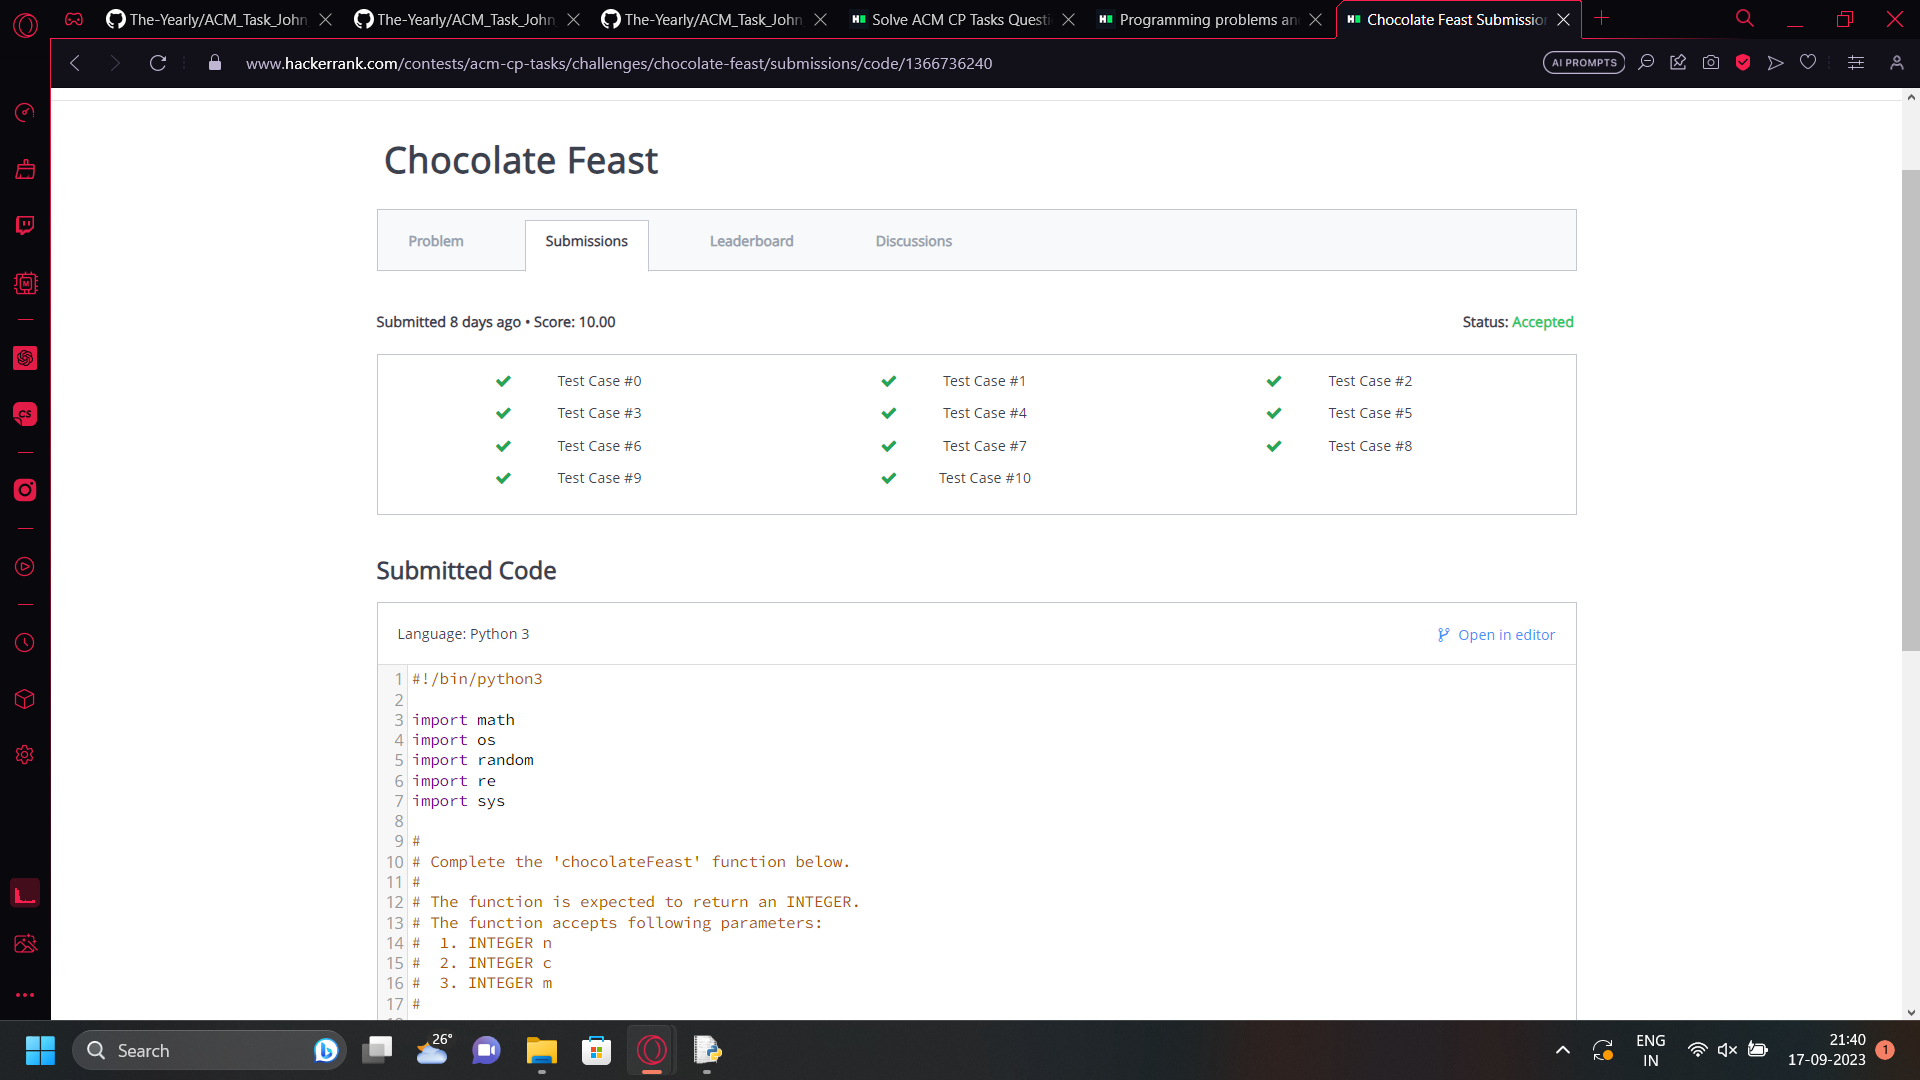 The-Yearly/ACM_Task_John
The-Yearly/ACM_Task_John
The-Yearly/ACM_Task_John
Solve ACM CP Tasks Questi
Programming problems an
Chocolate Feast Submission
www.hackerrank.com/contests/acm-cp-tasks/challenges/chocolate-feast/submissions/code/1366736240
AI PROMPTS
Chocolate Feast
Problem
Submissions
Leaderboard
Discussions
Submitted 8 days ago • Score: 10.00
Status: Accepted
Test Case #0
Test Case #1
Test Case #2
Test Case #3
Test Case #4
Test Case #5
Test Case #6
Test Case #7
Test Case #8
Test Case #9
Test Case #10
Submitted Code
Language: Python 3
Open in editor
1 #!/bin/python3
2
3 import math
4 import os
5 import random
6 import re
7 import sys
8
9 #
10 # Complete the 'chocolateFeast' function below.
11 #
12 # The function is expected to return an INTEGER.
13 # The function accepts following parameters:
14 #  1. INTEGER n
15 #  2. INTEGER c
16 #  3. INTEGER m
17 #
Search
26°
ENG
IN
21:40
17-09-2023
1